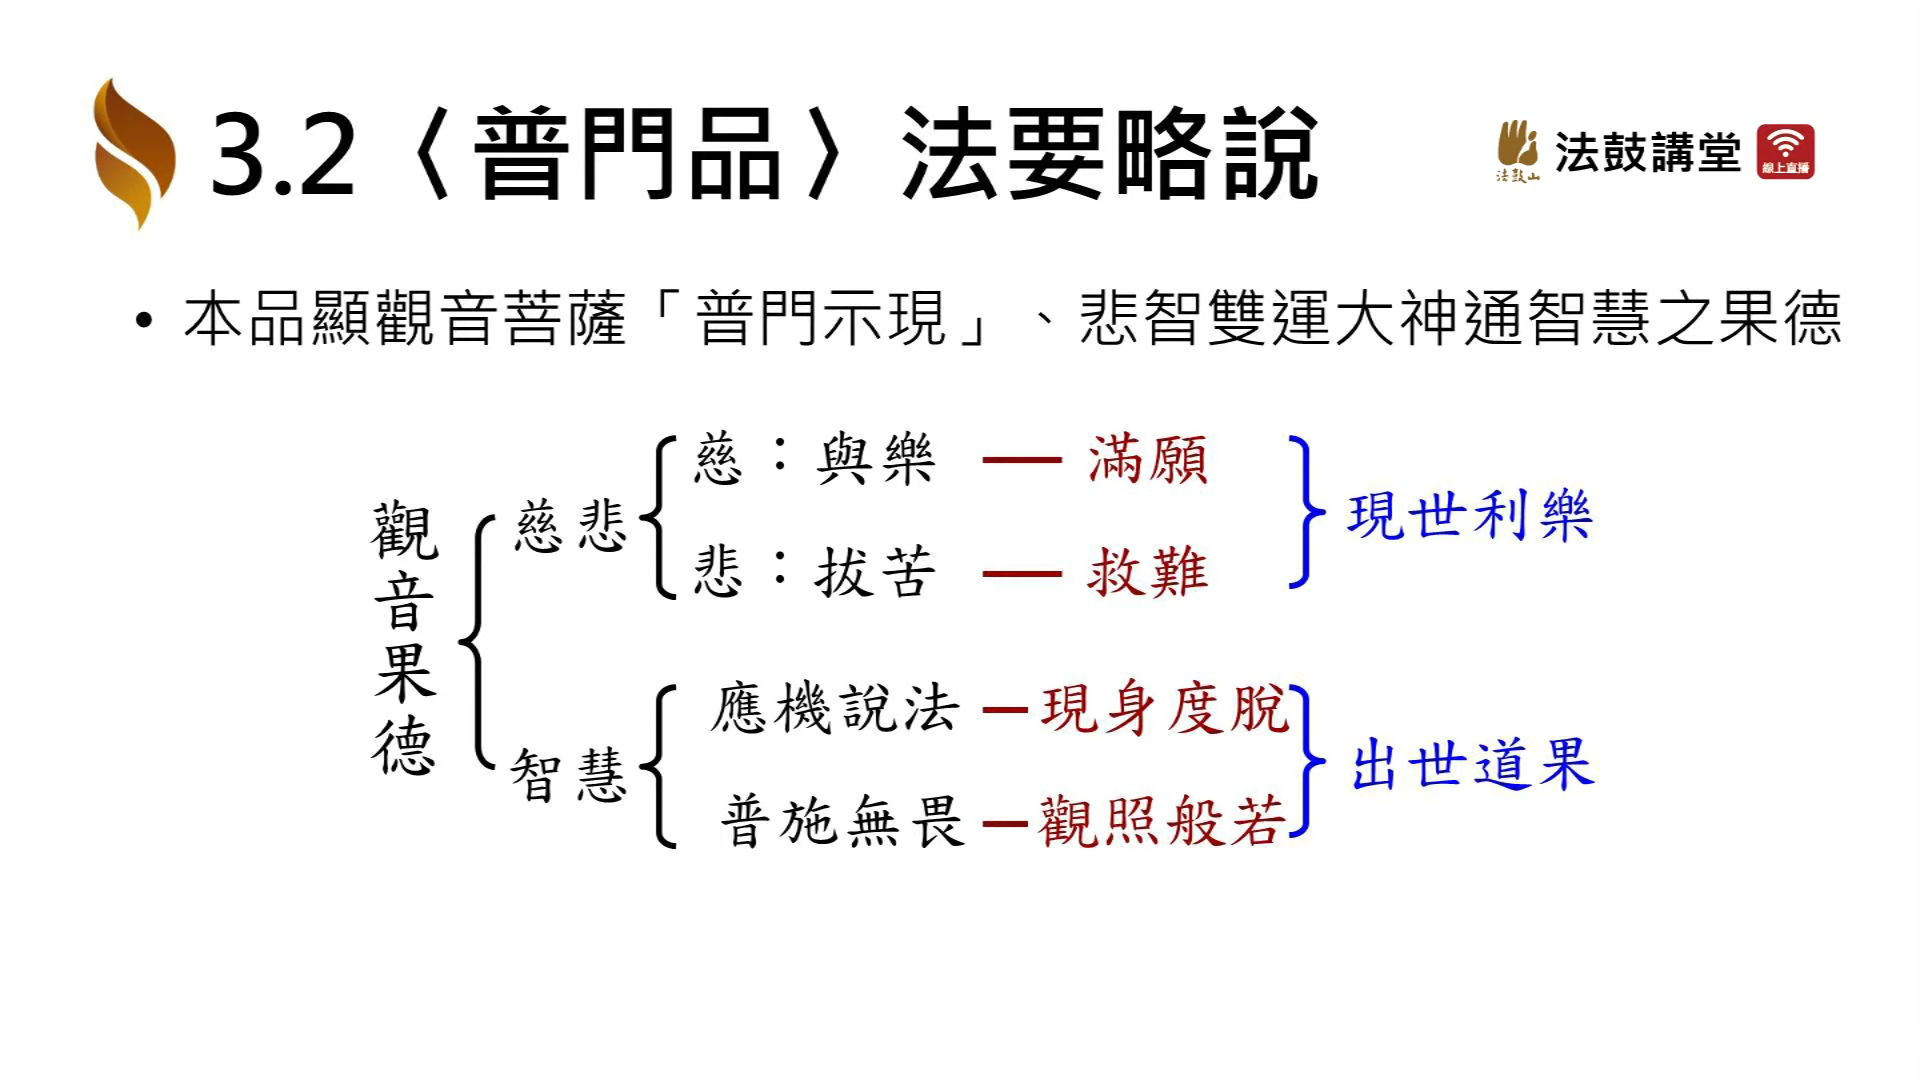 3.2〈普門品〉法要略說
法鼓山
法鼓講堂
線上直播
• 本品顯觀音菩薩「普門示現」、悲智雙運大神通智慧之果德
觀音果德
慈悲
慈：與樂 — 滿願
悲：拔苦 — 救難
現世利樂
智慧
應機說法 — 現身度脫
普施無畏 — 觀照般若
出世道果